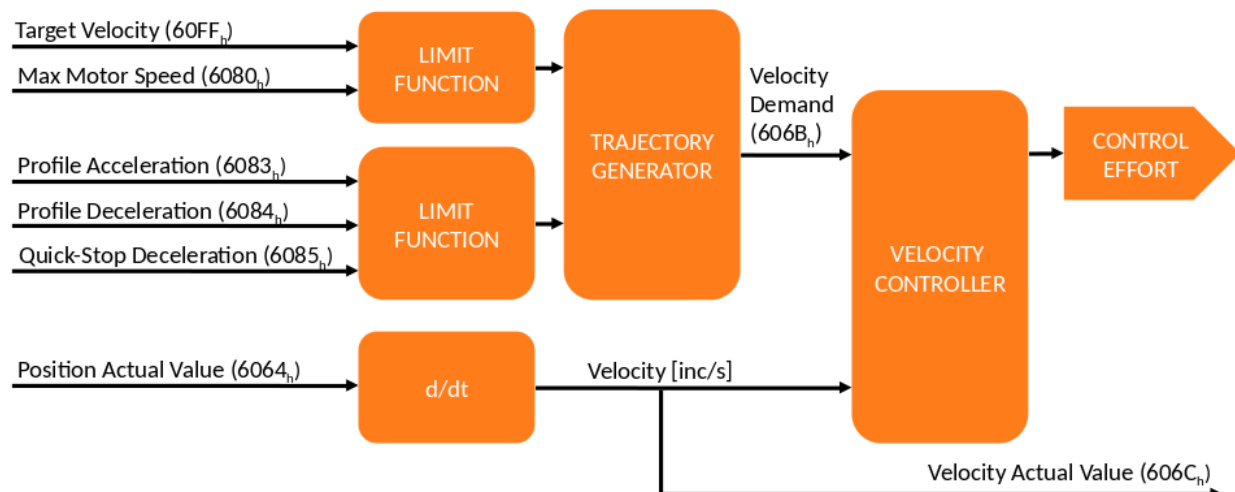 Target Velocity (60FFₕ)
Max Motor Speed (6080ₕ)
LIMIT
FUNCTION
Profile Acceleration (6083ₕ)
Profile Deceleration (6084ₕ)
Quick-Stop Deceleration (6085ₕ)
LIMIT
FUNCTION
TRAJECTORY
GENERATOR
Velocity
Demand
(606Bₕ)
VELOCITY
CONTROLLER
CONTROL
EFFORT
Position Actual Value (6064ₕ)
d/dt
Velocity [inc/s]
Velocity Actual Value (606Cₕ)